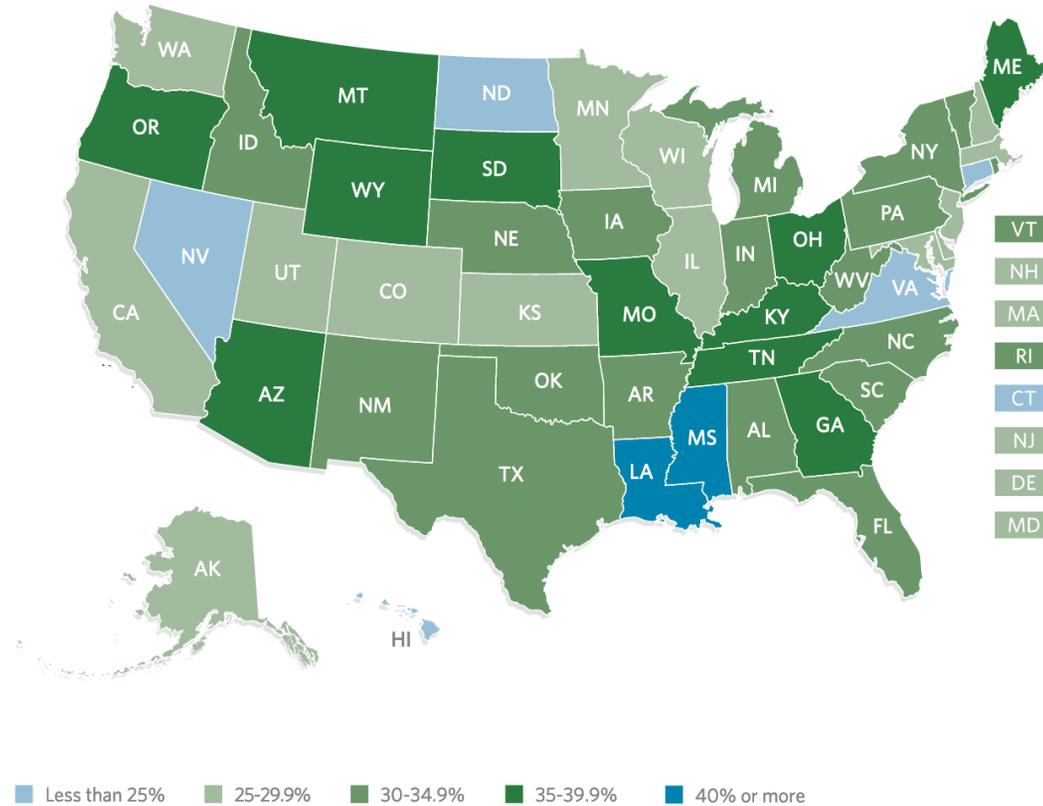 WA
ME
MT
ND
MN
OR
ID
WI
NY
SD
MI
WY
PA
IA
NE
OH
VT
NV
IN
IL
UT
WV
NH
VA
CO
CA
KS
MO
KY
MA
NC
TN
RI
OK
SC
AZ
AR
NM
CT
GA
AL
MS
NJ
LA
TX
DE
FL
MD
AK
HI
Less than 25%
25-29.9%
30-34.9%
35-39.9%
40% or more